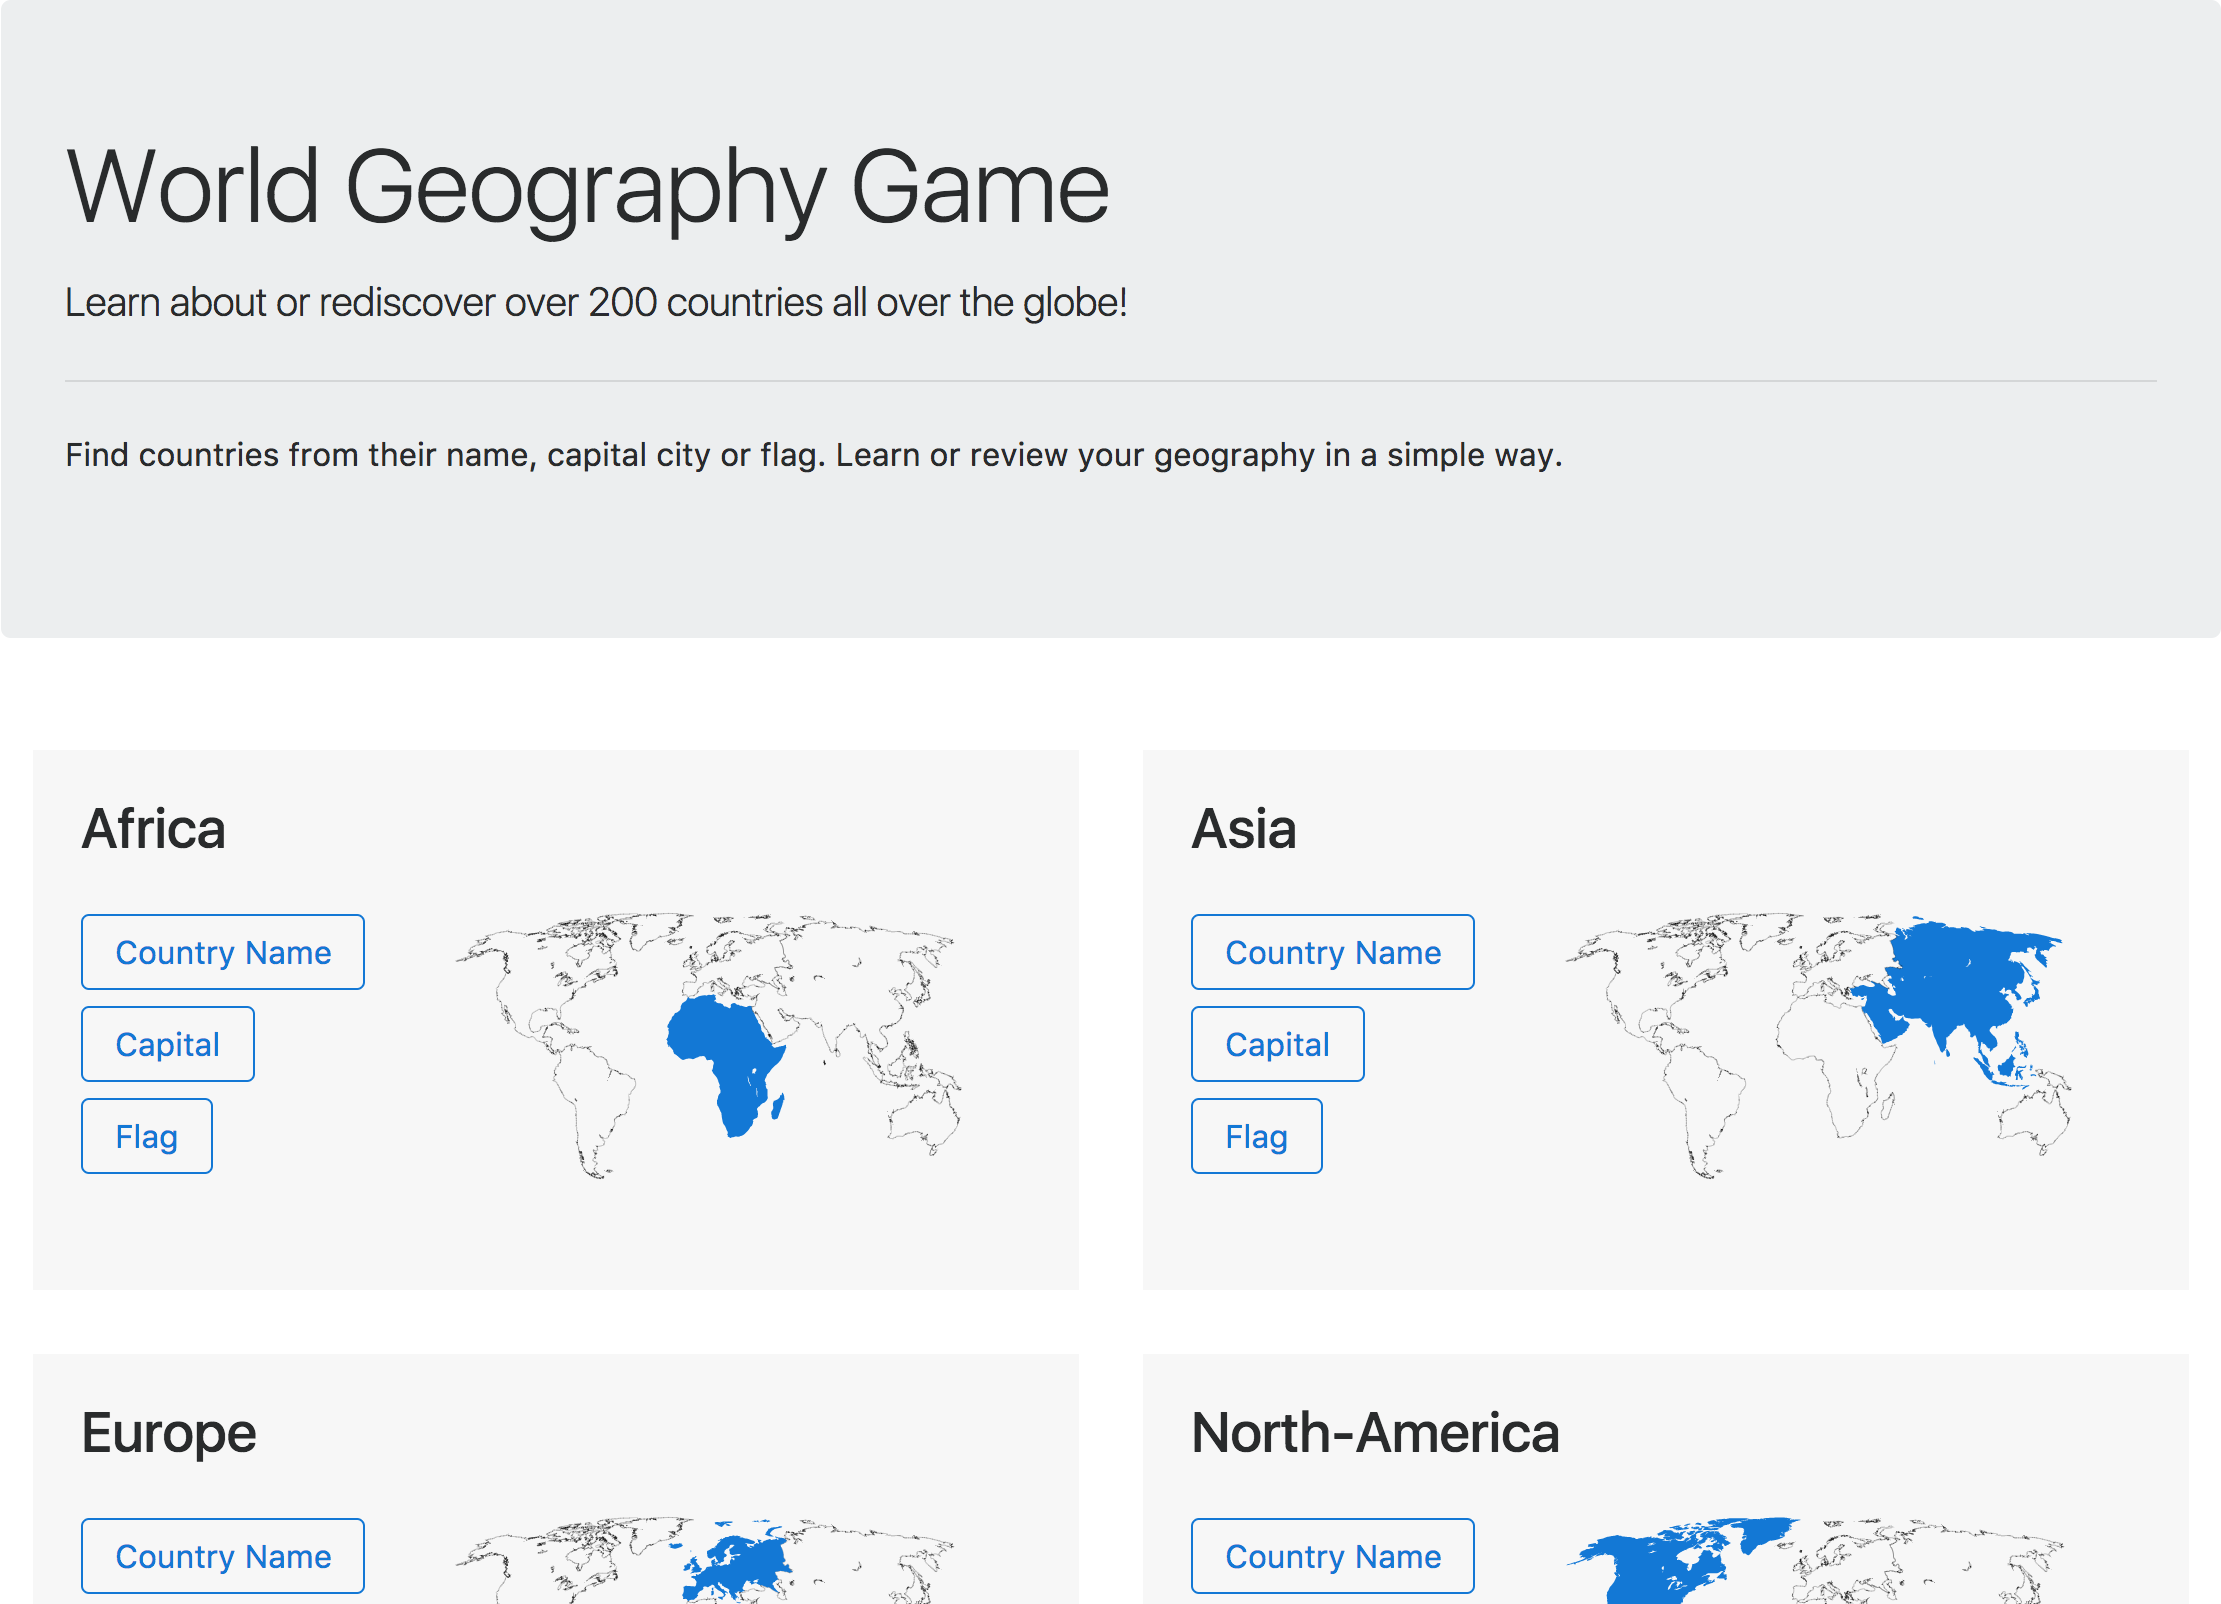 World Geography Game
Learn about or rediscover over 200 countries all over the globe!
Find countries from their name, capital city or flag. Learn or review your geography in a simple way.
Africa
Country Name
Capital
Flag
Asia
Country Name
Capital
Flag
Europe
Country Name
North-America
Country Name